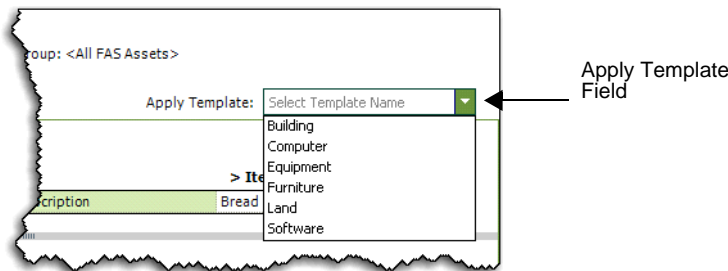 roup: <All FAS Assets>
Apply Template
Field
Apply Template: Select Template Name
Building
Computer
Equipment
> Ite
Furniture
cription Bread
Land
Software